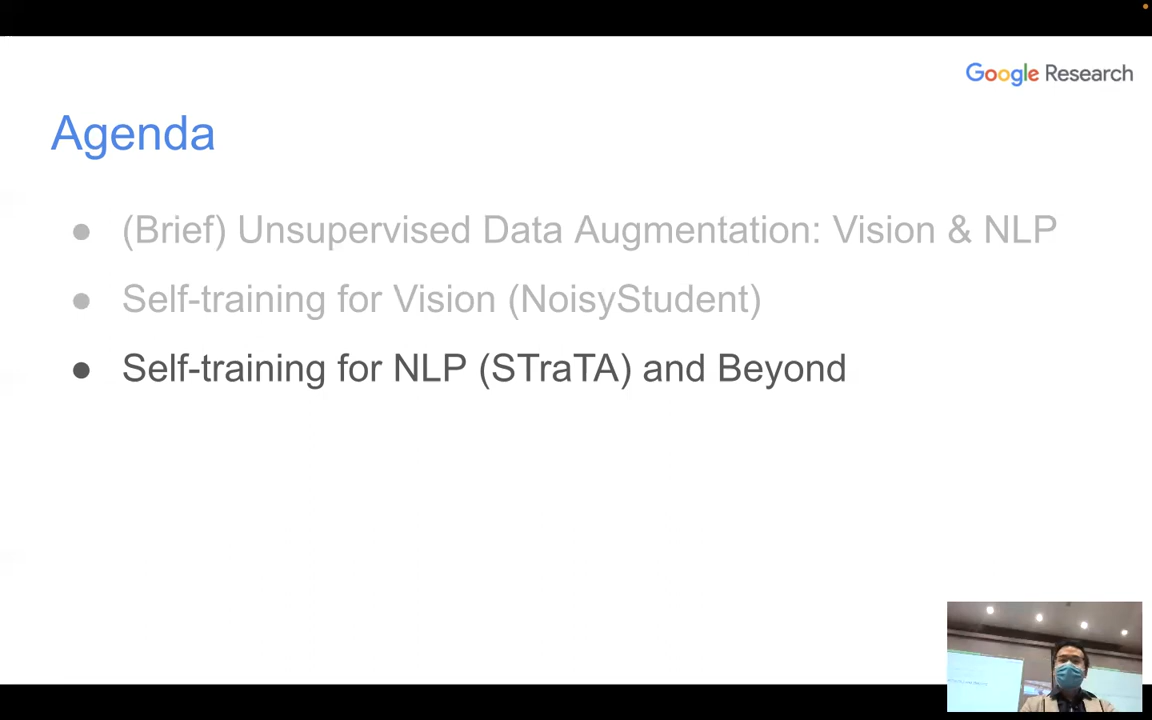 Google Research
Agenda
● (Brief) Unsupervised Data Augmentation: Vision & NLP
● Self-training for Vision (NoisyStudent)
● Self-training for NLP (STraTA) and Beyond